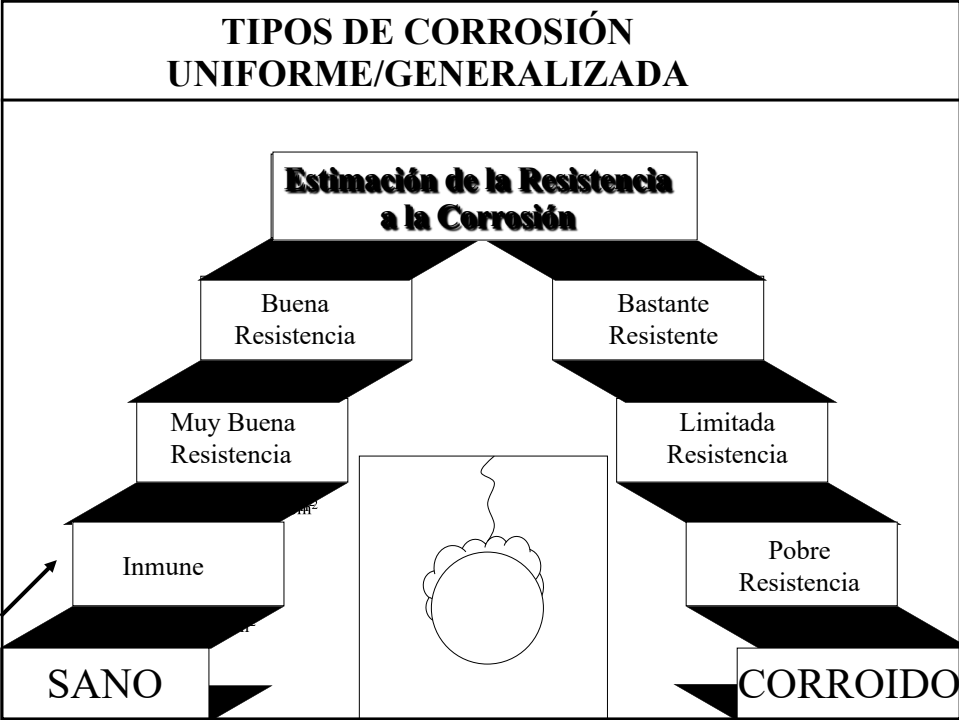 TIPOS DE CORROSIÓN
UNIFORME/GENERALIZADA
Estimación de la Resistencia
a la Corrosión
Buena
Resistencia
Bastante
Resistente
Muy Buena
Resistencia
Limitada
Resistencia
Inmune
Pobre
Resistencia
SANO
CORROIDO